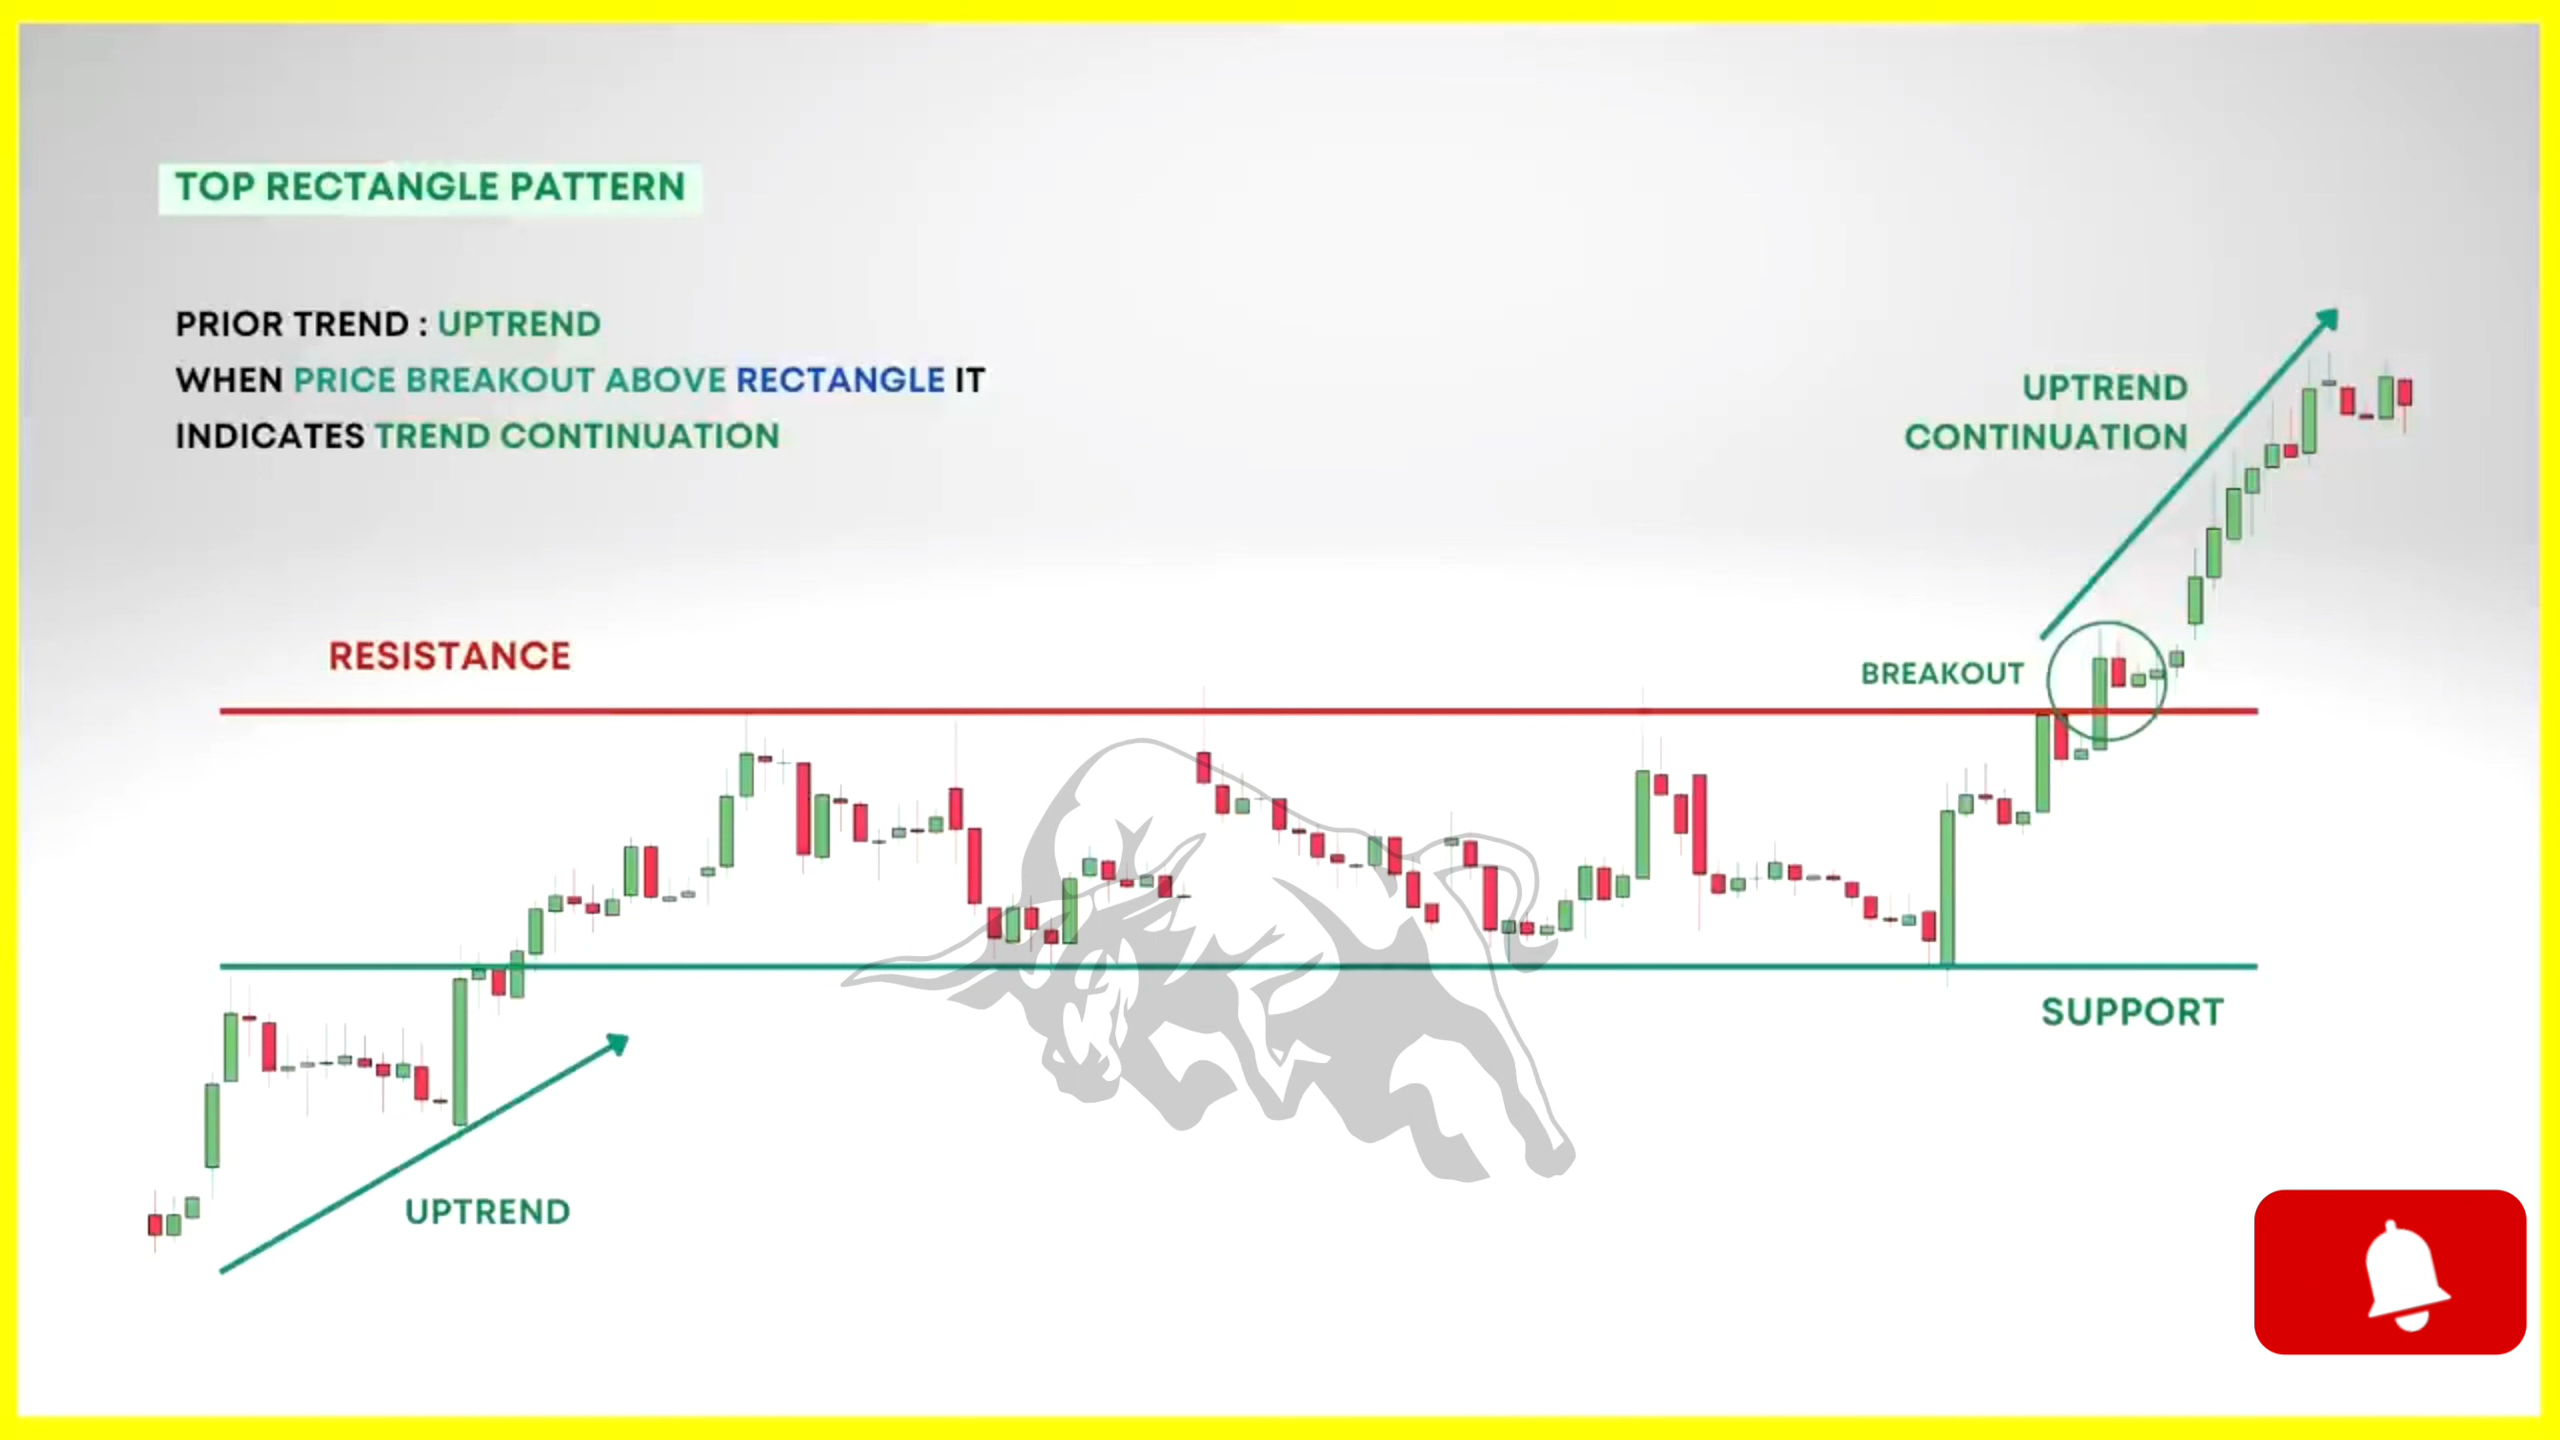 TOP RECTANGLE PATTERN
PRIOR TREND : UPTREND
WHEN PRICE BREAKOUT ABOVE RECTANGLE IT
INDICATES TREND CONTINUATION
UPTREND
CONTINUATION
RESISTANCE
BREAKOUT
SUPPORT
UPTREND